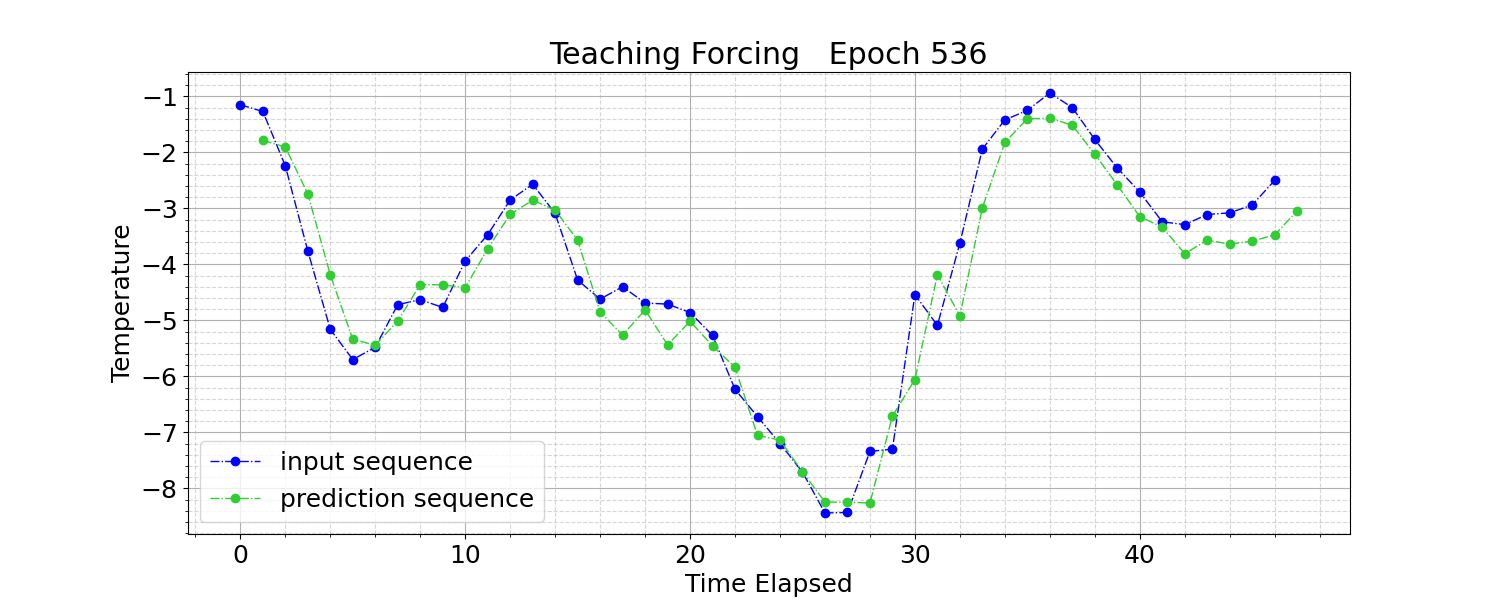 Teaching Forcing   Epoch 536
Temperature
−1
−2
−3
−4
−5
−6
−7
−8
input sequence
prediction sequence
0 10 20 30 40
Time Elapsed